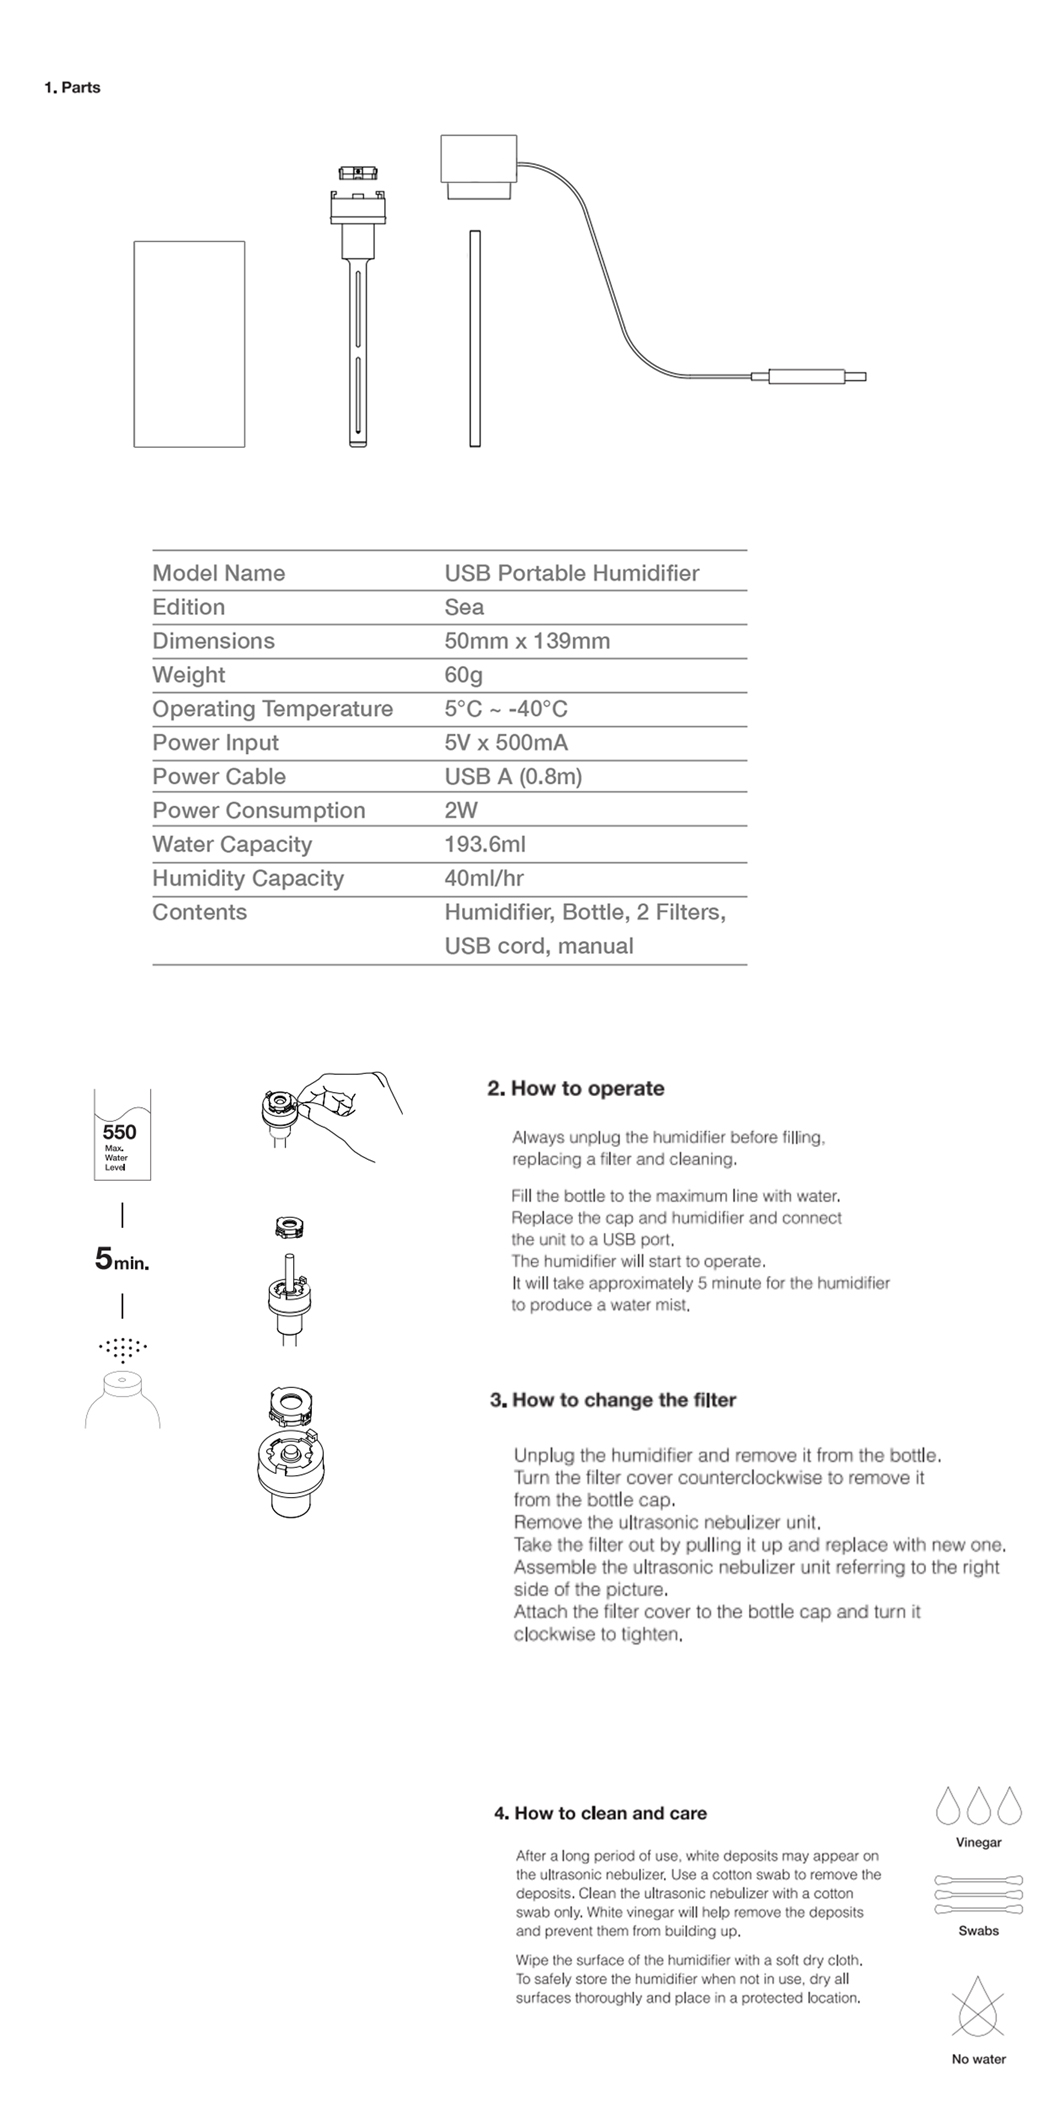 1. Parts
Model Name USB Portable Humidifier
Edition Sea
Dimensions 50mm x 139mm
Weight 60g
Operating Temperature 5°C ~ -40°C
Power Input 5V x 500mA
Power Cable USB A (0.8m)
Power Consumption 2W
Water Capacity 193.6ml
Humidity Capacity 40ml/hr
Contents Humidifier, Bottle, 2 Filters,
USB cord, manual
550
Max.
Water
Level
5min.
2. How to operate
Always unplug the humidifier before filling,
replacing a filter and cleaning.
Fill the bottle to the maximum line with water.
Replace the cap and humidifier and connect
the unit to a USB port.
The humidifier will start to operate.
It will take approximately 5 minute for the humidifier
to produce a water mist.
3. How to change the filter
Unplug the humidifier and remove it from the bottle.
Turn the filter cover counterclockwise to remove it
from the bottle cap.
Remove the ultrasonic nebulizer unit.
Take the filter out by pulling it up and replace with new one.
Assemble the ultrasonic nebulizer unit referring to the right
side of the picture.
Attach the filter cover to the bottle cap and turn it
clockwise to tighten.
4. How to clean and care
After a long period of use, white deposits may appear on
the ultrasonic nebulizer. Use a cotton swab to remove the
deposits. Clean the ultrasonic nebulizer with a cotton
swab only. White vinegar will help remove the deposits
and prevent them from building up.
Wipe the surface of the humidifier with a soft dry cloth.
To safely store the humidifier when not in use, dry all
surfaces thoroughly and place in a protected location.
Vinegar
Swabs
No water